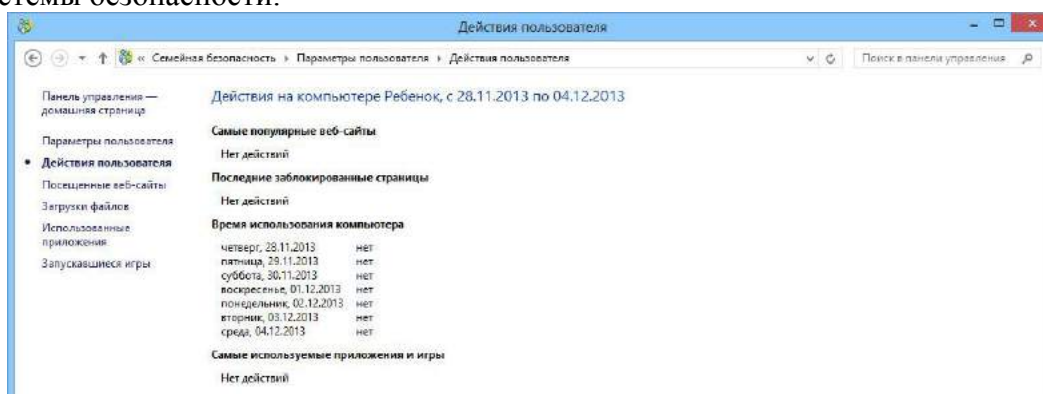 стемы безопасности.
Действия пользователя
« Семейная безопасность ▸ Параметры пользователя ▸ Действия пользователя
Поиск в панели управления
Панель управления —
домашняя страница
Параметры пользователя
• Действия пользователя
Посещенные веб-сайты
Загрузки файлов
Использованные
приложения
Запускавшиеся игры
Действия на компьютере Ребенок, с 28.11.2013 по 04.12.2013
Самые популярные веб-сайты
Нет действий
Последние заблокированные страницы
Нет действий
Время использования компьютера
четверг, 28.11.2013 нет
пятница, 29.11.2013 нет
суббота, 30.11.2013 нет
воскресенье, 01.12.2013 нет
понедельник, 02.12.2013 нет
вторник, 03.12.2013 нет
среда, 04.12.2013 нет
Самые используемые приложения и игры
Нет действий